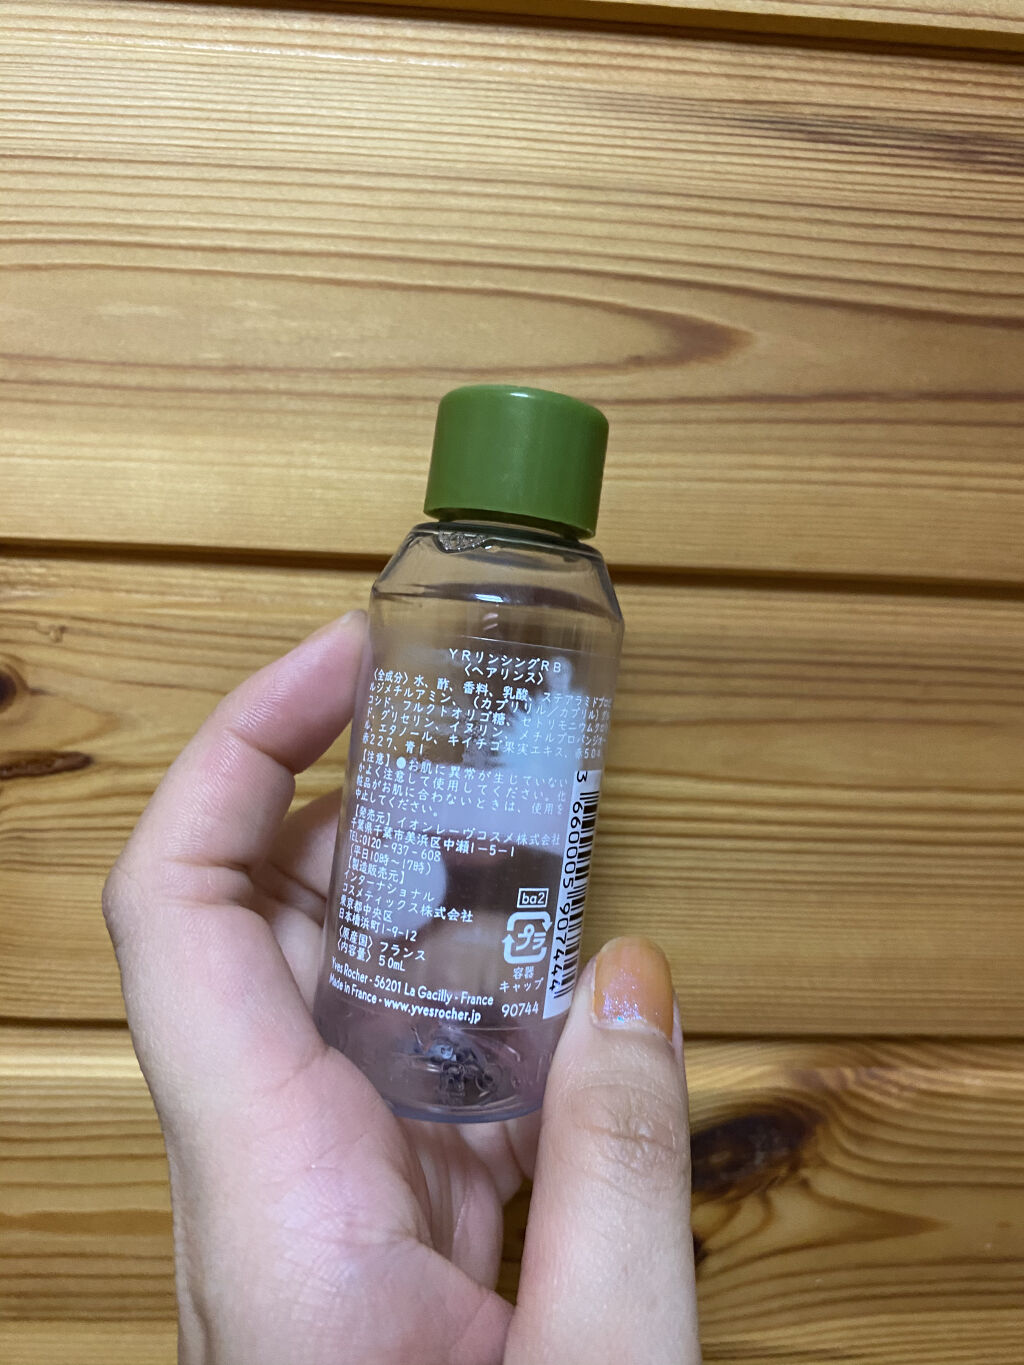 YRリンシングRB
〈ヘアリンス〉
〈全成分〉水、酢、香料、乳酸、ステアラミドプロ
ルジメチルアミン、(カプリリル／カプリル)グ
コシド、フルクトオリゴ糖、セトリモニウムクロ
ド、グリセリン、イヌリン、メチルプロパンジ
ル、エタノール、キイチゴ果実エキス、赤50
赤227、青1
【注意】●お肌に異常が生じていない
かよく注意して使用してください。化
粧品がお肌に合わないときは、使用を
中止してください。
【発売元】イオンレーヴコスメ株式会社
千葉県千葉市美浜区中瀬1-5-1
TEL:0120-937-608
(平日10時〜17時)
【製造販売元】
インターナショナル
コスメティックス株式会社
東京都中央区
日本橋浜町1-9-12
〈原産国〉フランス
〈内容量〉50mL
Yves Rocher - 56201 La Gacilly - France
Made in France - www.yvesrocher.jp
ba2
プラ
容器
キャップ
90744
3 660005 907444